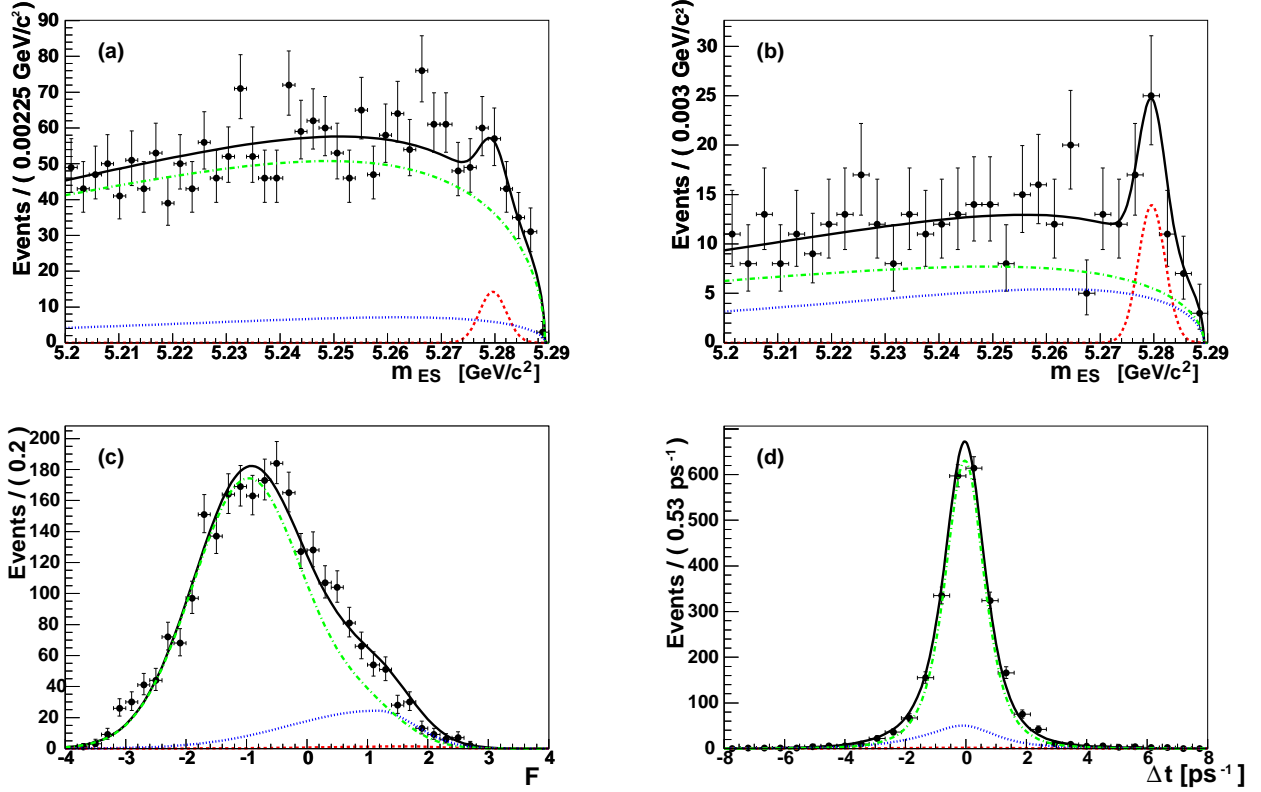 Events / ( 0.00225 GeV/c²)
(a)
90
80
70
60
50
40
30
20
10
0
5.2 5.21 5.22 5.23 5.24 5.25 5.26 5.27 5.28 5.29
m ES [GeV/c²]
Events / ( 0.003 GeV/c²)
(b)
30
25
20
15
10
5
0
5.2 5.21 5.22 5.23 5.24 5.25 5.26 5.27 5.28 5.29
m ES [GeV/c²]
Events / ( 0.2)
(c)
200
180
160
140
120
100
80
60
40
20
0
-4 -3 -2 -1 0 1 2 3 4
F
Events / ( 0.53 ps⁻¹)
(d)
600
500
400
300
200
100
0
-8 -6 -4 -2 0 2 4 6 8
Δt [ps⁻¹]